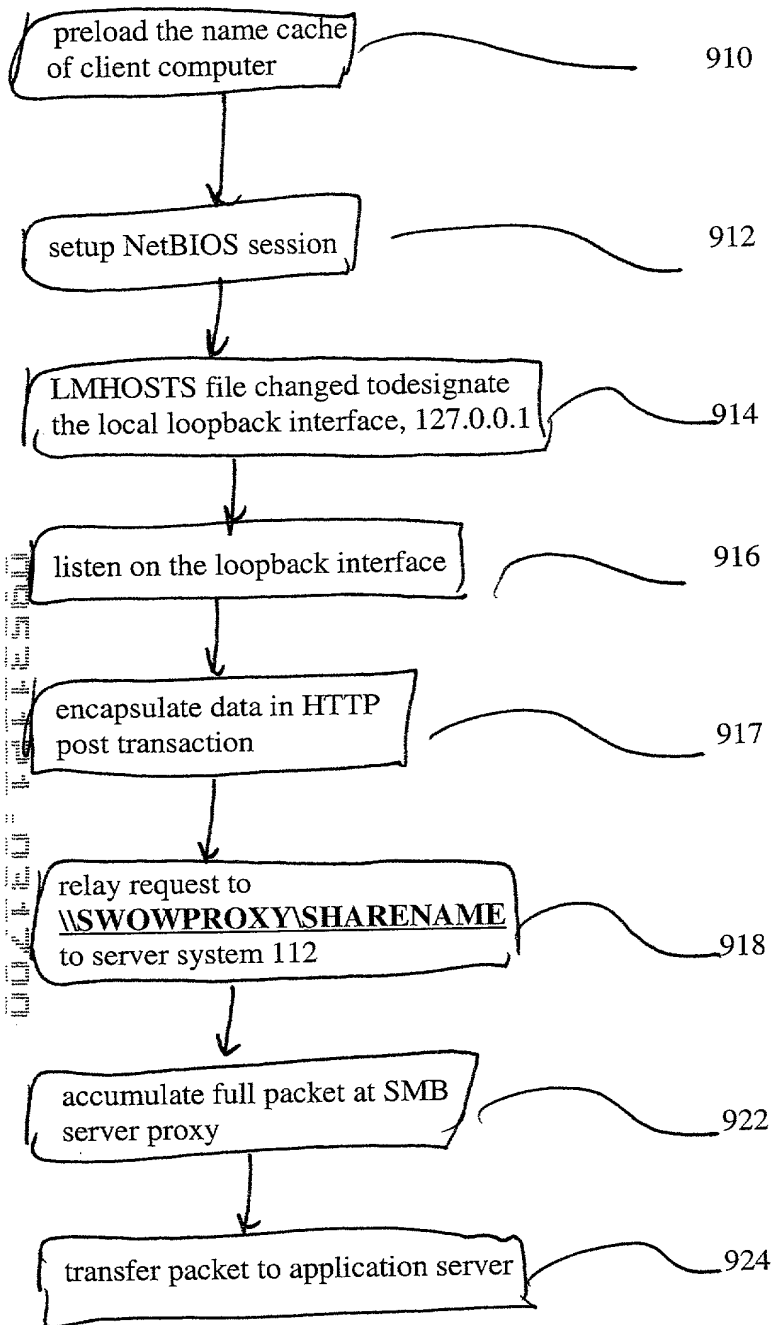 preload the name cache
of client computer
910
setup NetBIOS session
912
LMHOSTS file changed todesignate
the local loopback interface, 127.0.0.1
914
listen on the loopback interface
916
encapsulate data in HTTP
post transaction
917
relay request to
\\SWOWPROXY\SHARENAME
to server system 112
918
accumulate full packet at SMB
server proxy
922
transfer packet to application server
924